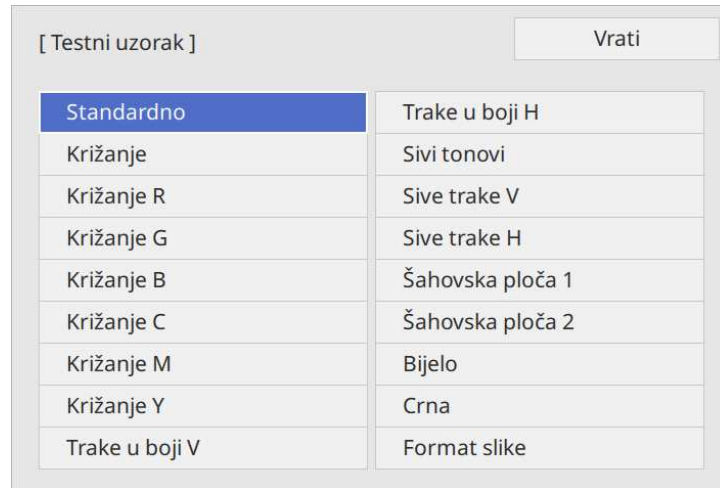 [ Testni uzorak ]
Vrati
Standardno
Križanje
Križanje R
Križanje G
Križanje B
Križanje C
Križanje M
Križanje Y
Trake u boji V
Trake u boji H
Sivi tonovi
Sive trake V
Sive trake H
Šahovska ploča 1
Šahovska ploča 2
Bijelo
Crna
Format slike